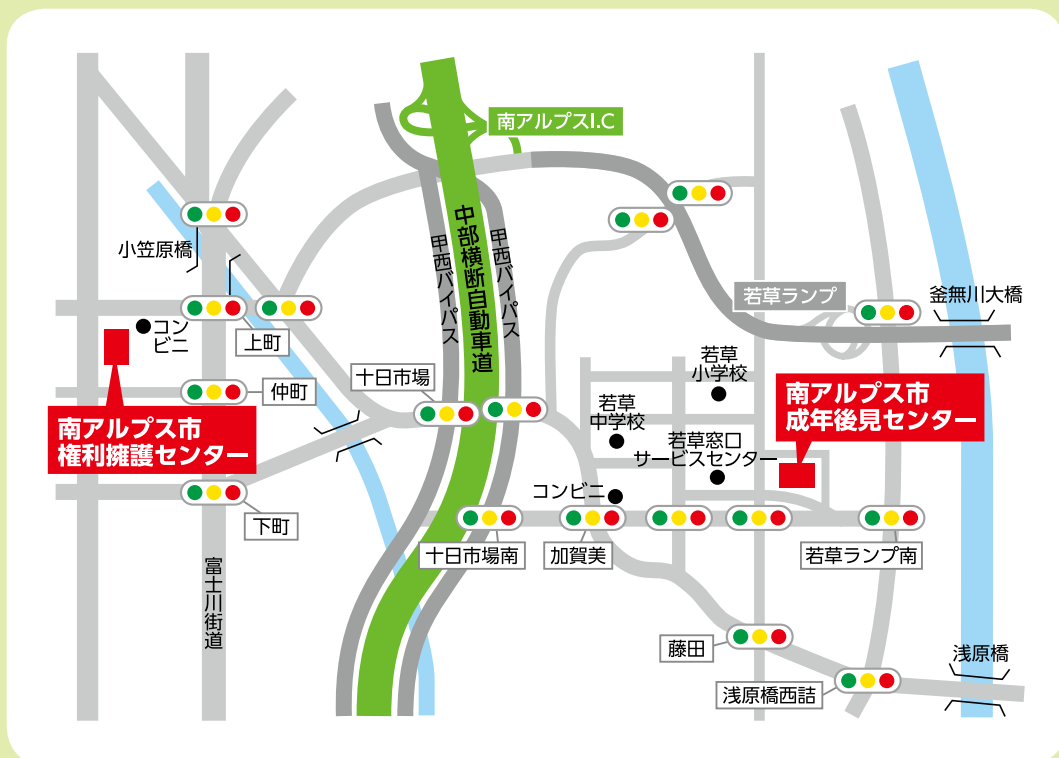 南アルプスI.C
中部横断自動車道
甲西バイパス
甲西バイパス
小笠原橋
若草ランプ
釜無川大橋
コン
ビニ
上町
仲町
十日市場
若草
小学校
若草
中学校
南アルプス市
成年後見センター
南アルプス市
権利擁護センター
若草窓口
サービスセンター
コンビニ
下町
十日市場南
加賀美
若草ランプ南
富士川街道
藤田
浅原橋
浅原橋西詰